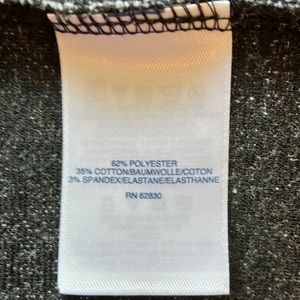 62% POLYESTER
35% COTTON/BAUMWOLLE/COTON
3% SPANDEX/ELASTANE/ELASTHANNE
RN 62830